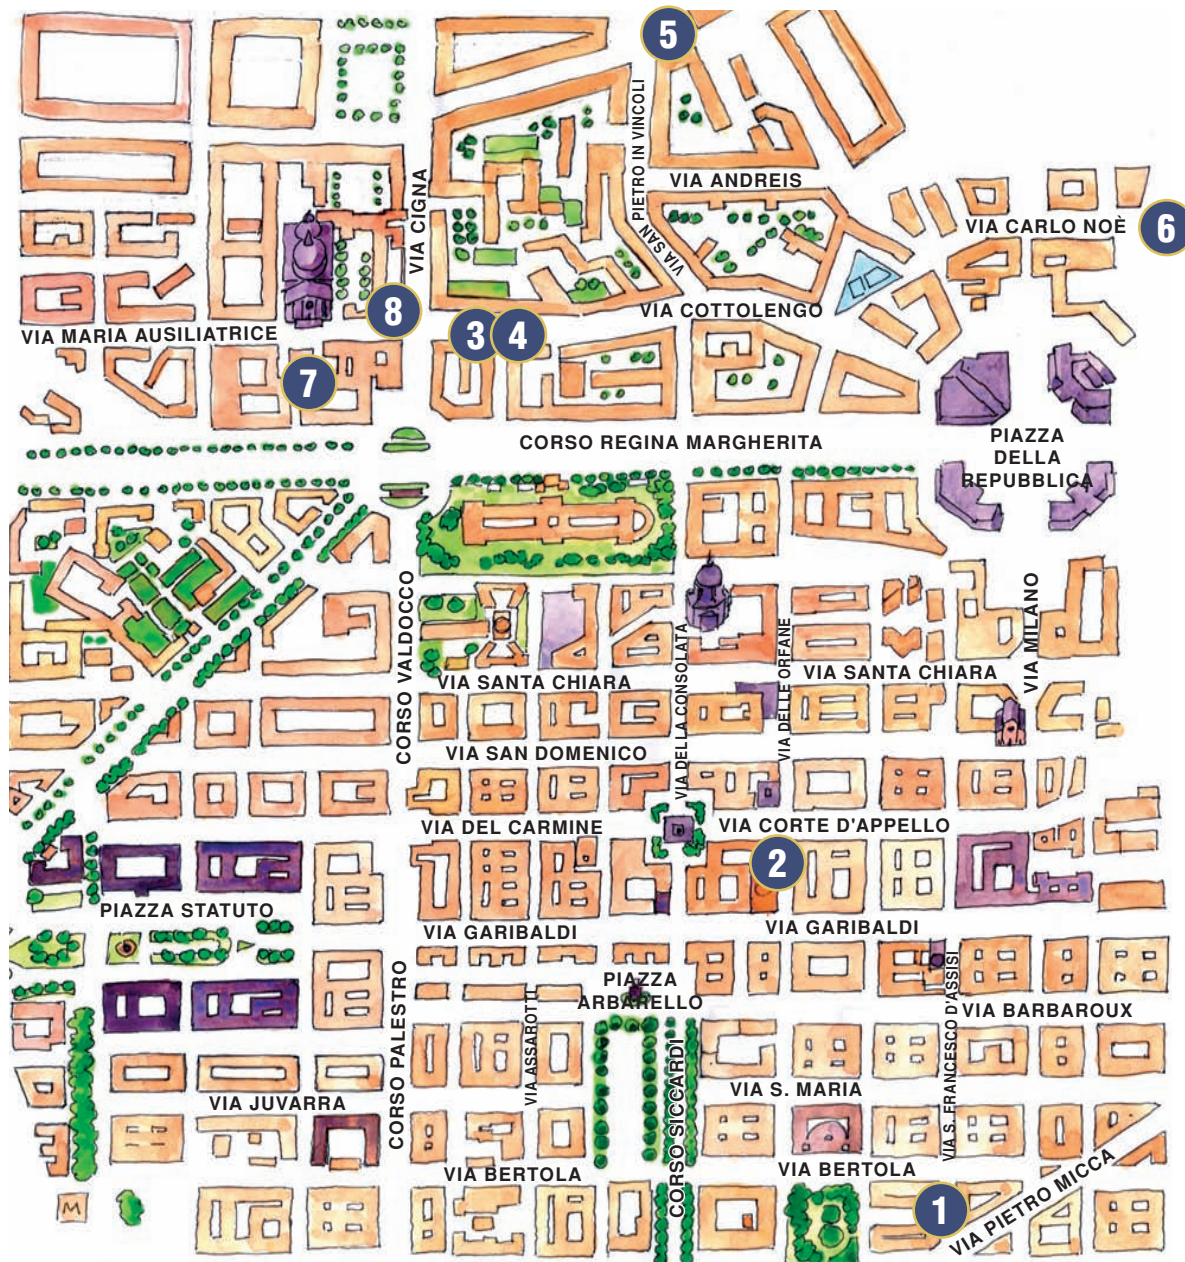 5
VIA SAN PIETRO IN VINCOLI
VIA ANDREIS
VIA CIGNA
VIA CARLO NOÈ
6
8
VIA COTTOLENGO
VIA MARIA AUSILIATRICE
3
4
7
CORSO REGINA MARGHERITA
PIAZZA
DELLA
REPUBBLICA
CORSO VALDOCCO
VIA MILANO
VIA DELLA CONSOLATA
VIA DELLE ORFANE
VIA SANTA CHIARA
VIA SANTA CHIARA
VIA SAN DOMENICO
VIA DEL CARMINE
VIA CORTE D'APPELLO
2
PIAZZA STATUTO
VIA GARIBALDI
VIA GARIBALDI
CORSO PALESTRO
PIAZZA
ARBARELLO
VIA ASSAROTTI
VIA S. FRANCESCO D'ASSISI
VIA BARBAROUX
CORSO SICCARDI
VIA S. MARIA
VIA JUVARRA
VIA BERTOLA
VIA BERTOLA
VIA PIETRO MICCA
M
1